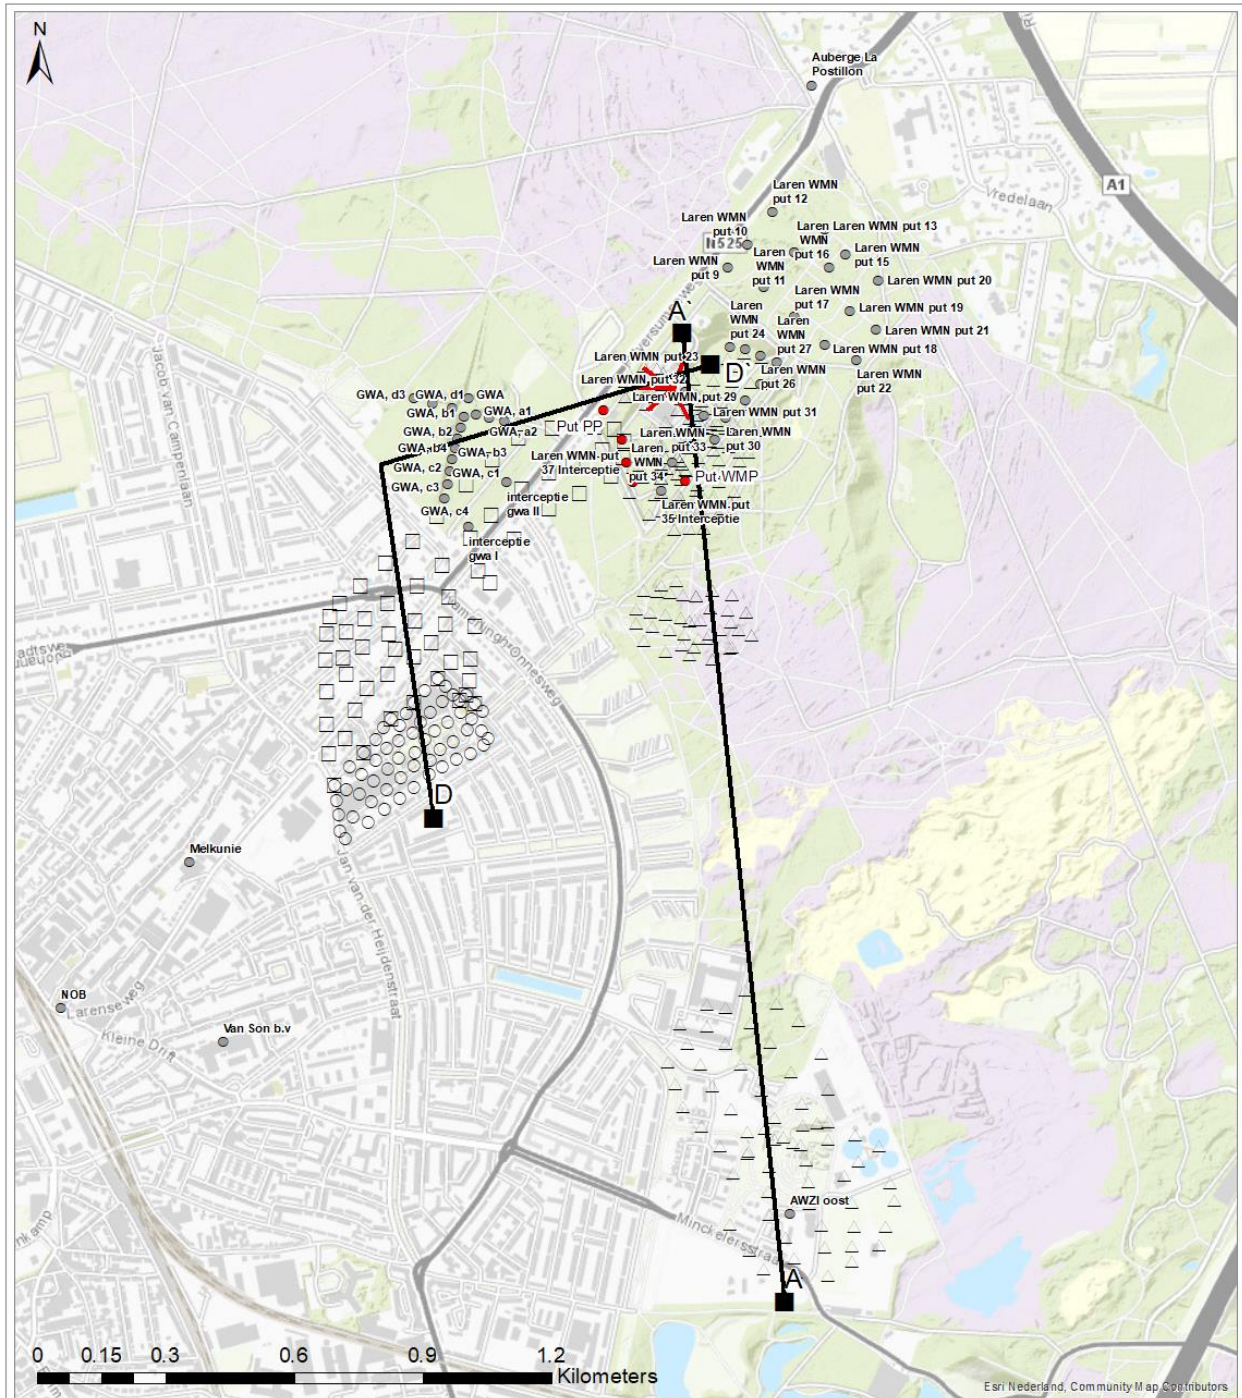 N
Auberge La
Postillon
A1
Vredelaan
Laren WMN
put 12
Laren WMN
put 10
N525
Laren Laren WMN put 13
WMN
put 16
Laren WMN
put 15
Laren WMN
put 9
Laren
WMN
put 11
Laren WMN put 20
Laren WMN
put 17
Laren WMN put 19
A`
Laren
WMN
put 24
Laren
WMN
put 27
Laren WMN put 21
Laren WMN put 18
Laren WMN put 23
D`
Laren WMN
put 26
Laren WMN
put 22
Laren WMN put 32
Laren WMN put 29
Laren WMN put 31
Jacob van Campenlaan
GWA, d3
GWA, d1
GWA
GWA, b1
GWA, a1
GWA, b2
GWA, a2
Put PP
Laren WMN
put 33
Laren WMN
put 30
GWA, b4
GWA, b3
Laren WMN put
37 Interceptie
Laren
WMN
put 34
Put WMP
GWA, c2
GWA, c1
GWA, c3
GWA, c4
interceptie
gwa II
Laren WMN put
35 Interceptie
interceptie
gwa I
D
Melkunie
Jan van der Heijdenstraat
NOB
Larenseweg
Kleine Drift
Van Son b.v
AWZI oost
Minckelersstraat
A
0 0.15 0.3 0.6 0.9 1.2
Kilometers
Esri Nederland, Community Map Contributors